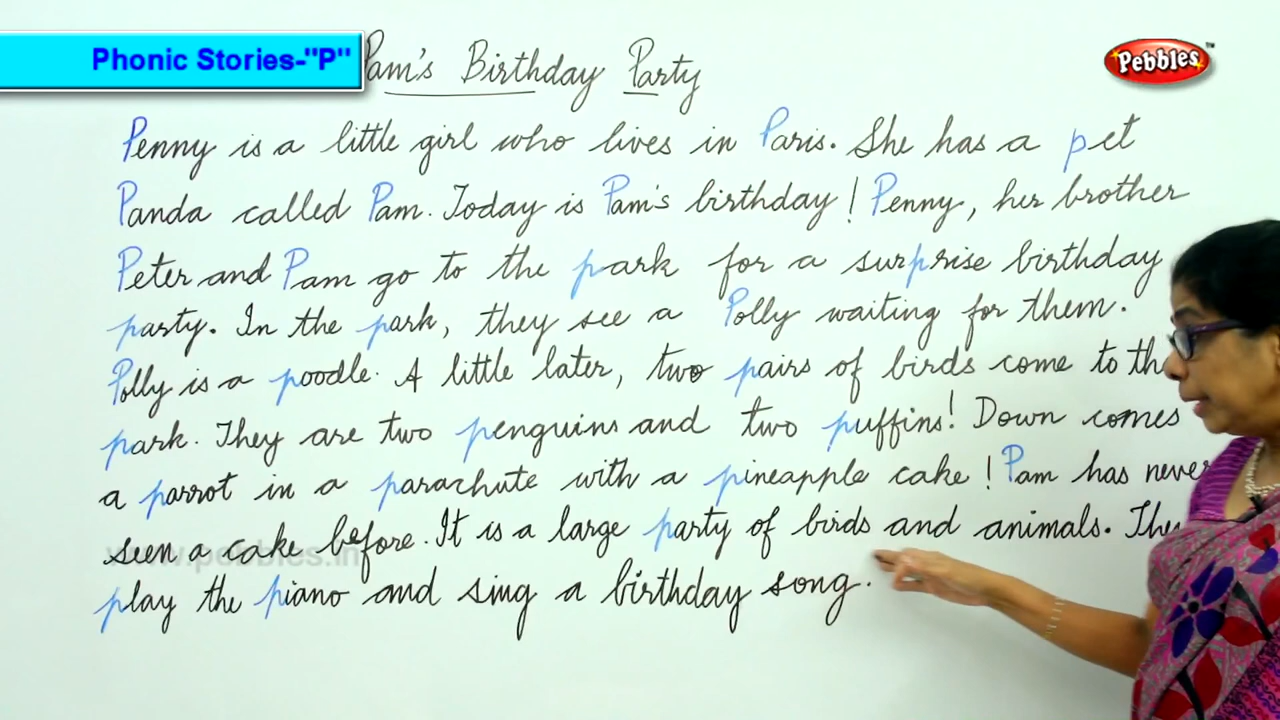 Phonic Stories-"P"
Pam's Birthday Party
Pebbles™
Penny is a little girl who lives in Paris. She has a pet
Panda called Pam. Today is Pam's birthday! Penny, her brother
Peter and Pam go to the park for a surprise birthday
party. In the park, they see a Polly waiting for them.
Polly is a poodle. A little later, two pairs of birds come to th
park. They are two penguins and two puffins! Down comes
a parrot in a parachute with a pineapple cake! Pam has never
seen a cake before. It is a large party of birds and animals. The
www.pebbles.in
play the piano and sing a birthday song.